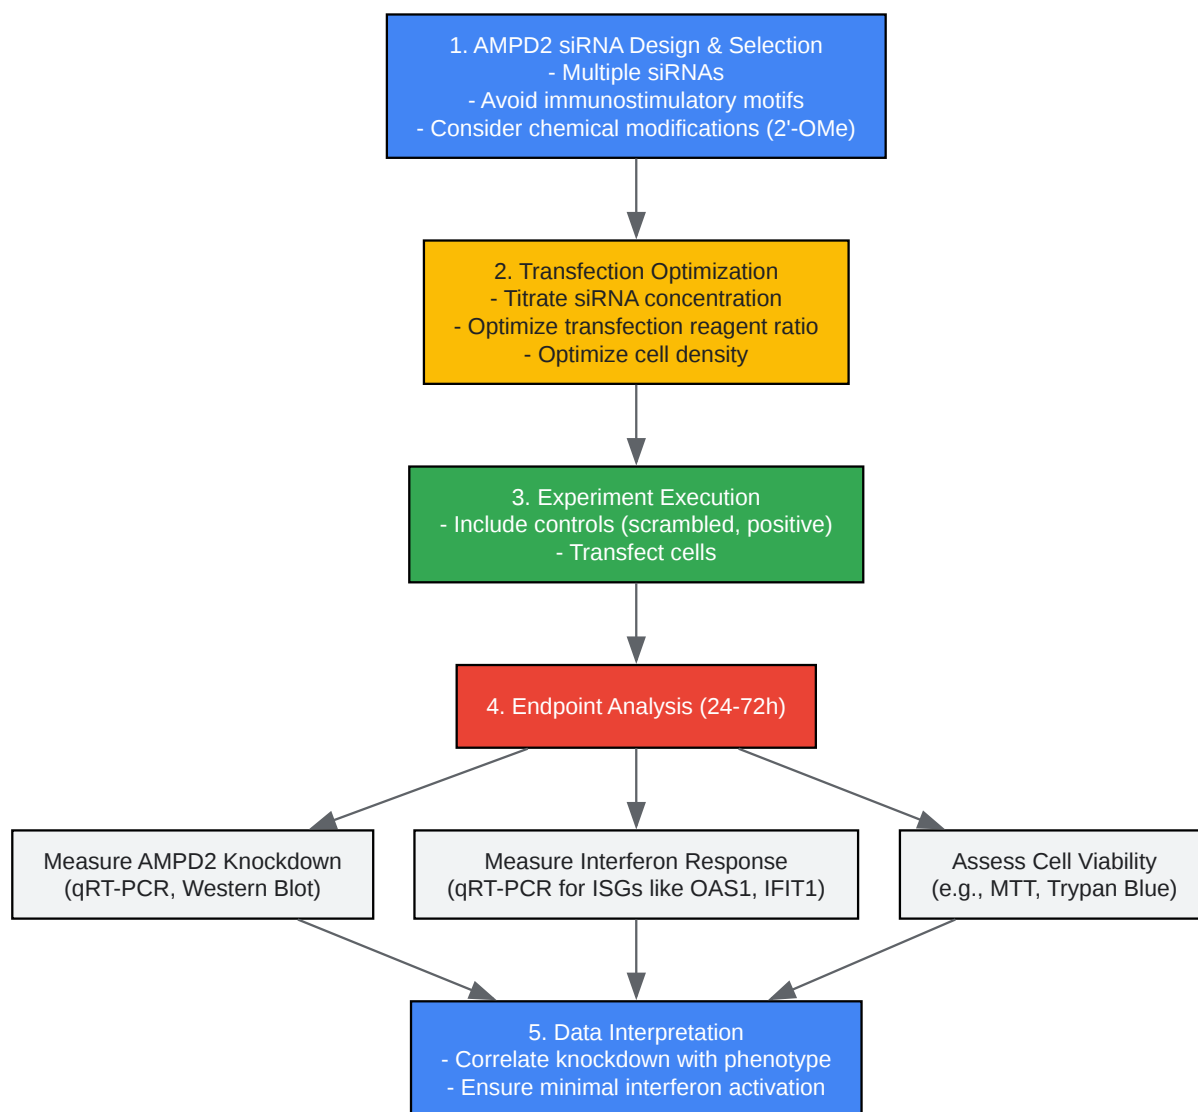 1. AMPD2 siRNA Design & Selection
- Multiple siRNAs
- Avoid immunostimulatory motifs
- Consider chemical modifications (2'-OMe)
2. Transfection Optimization
- Titrate siRNA concentration
- Optimize transfection reagent ratio
- Optimize cell density
3. Experiment Execution
- Include controls (scrambled, positive)
- Transfect cells
4. Endpoint Analysis (24-72h)
Measure AMPD2 Knockdown
(qRT-PCR, Western Blot)
Measure Interferon Response
(qRT-PCR for ISGs like OAS1, IFIT1)
Assess Cell Viability
(e.g., MTT, Trypan Blue)
5. Data Interpretation
- Correlate knockdown with phenotype
- Ensure minimal interferon activation